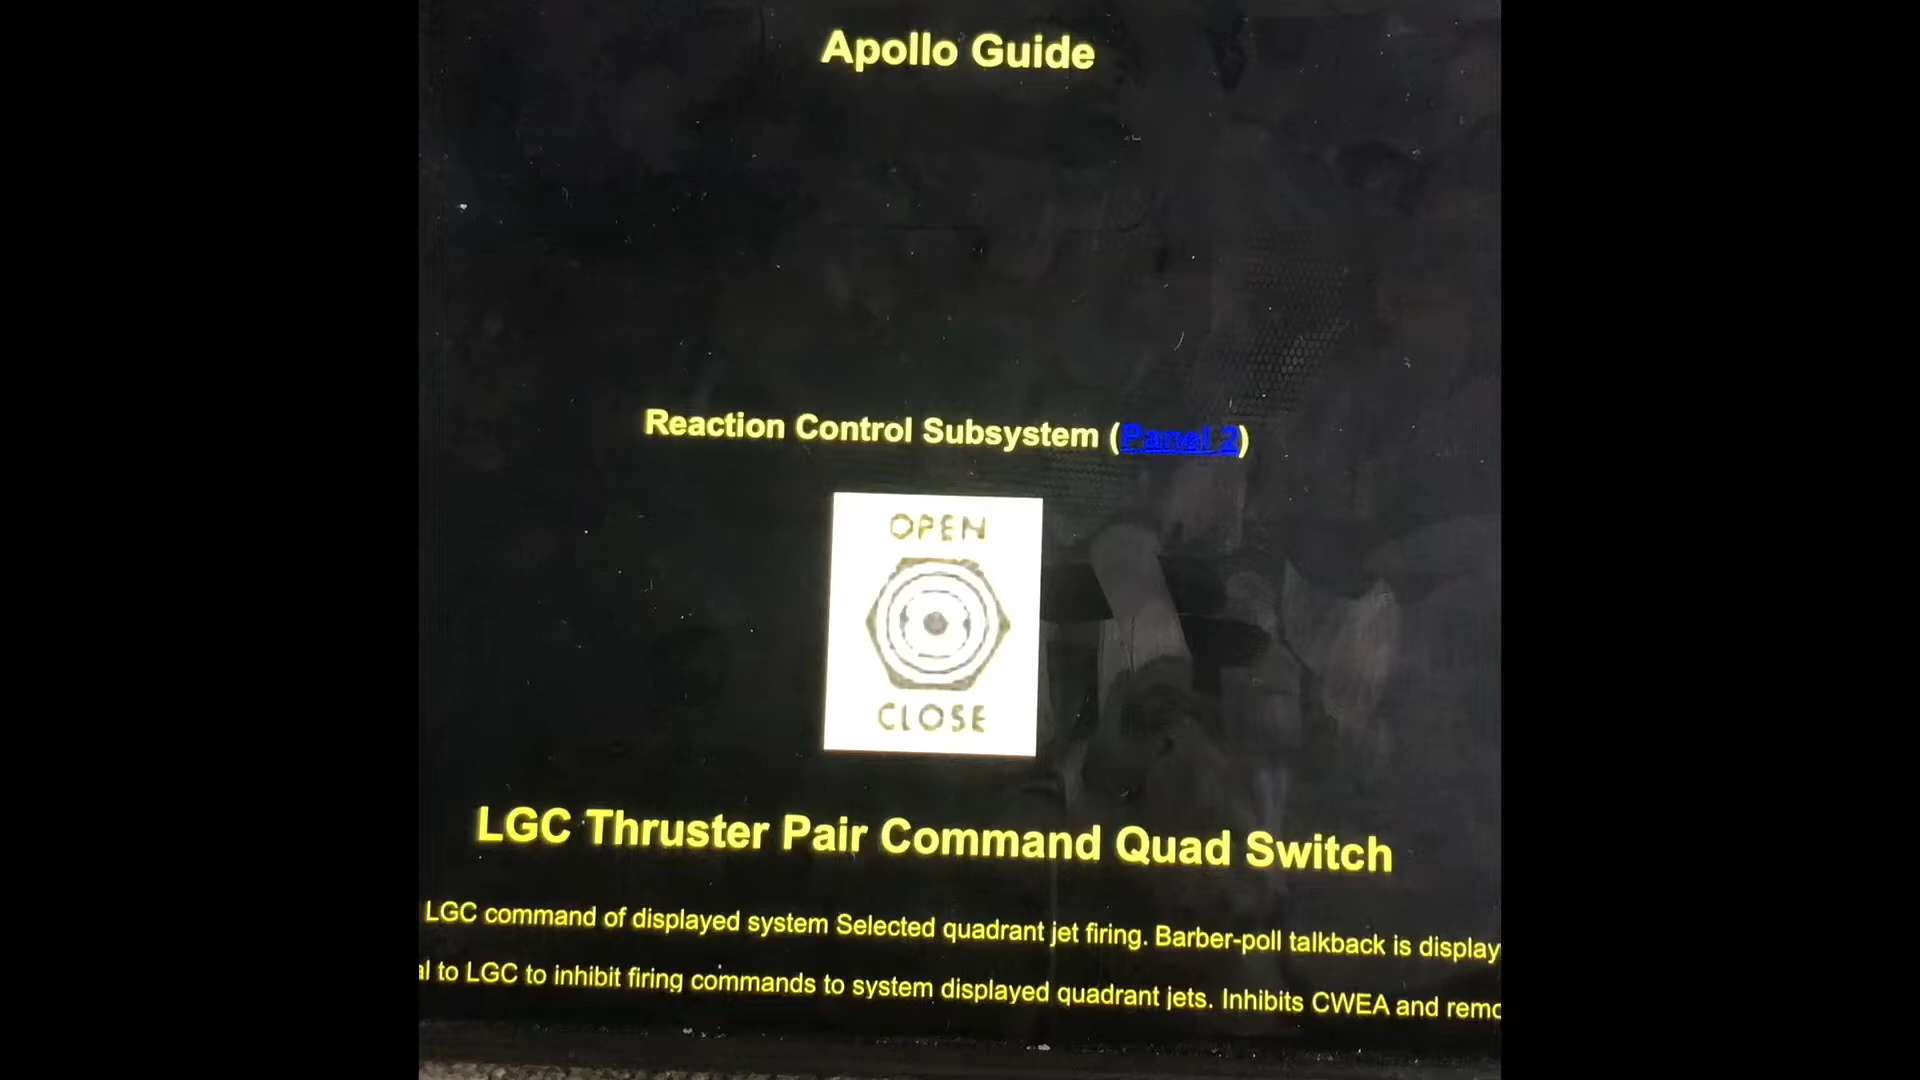 Apollo Guide
Reaction Control Subsystem (Panel 2)
OPEN
CLOSE
LGC Thruster Pair Command Quad Switch
LGC command of displayed system Selected quadrant jet firing. Barber-poll talkback is display
al to LGC to inhibit firing commands to system displayed quadrant jets. Inhibits CWEA and remo